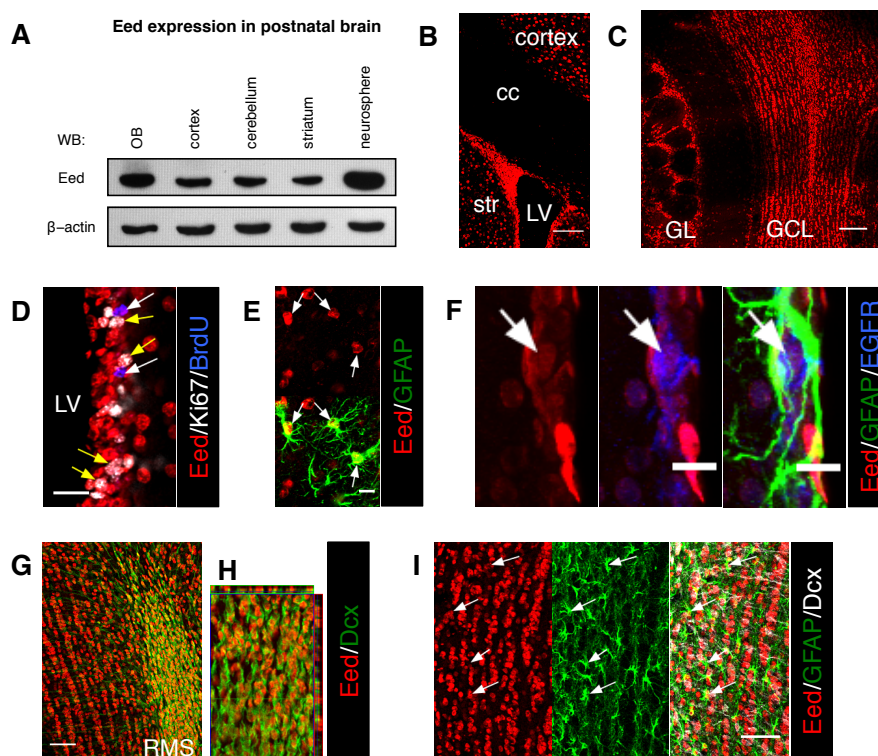 Eed expression in postnatal brain
A
WB:
OB
cortex
cerebellum
striatum
neurosphere
Eed
β–actin
B
cortex
cc
str
LV
C
GL
GCL
D
LV
Eed/Ki67/BrdU
E
Eed/GFAP
F
Eed/GFAP/EGFR
G
RMS
H
Eed/Dcx
I
Eed/GFAP/Dcx